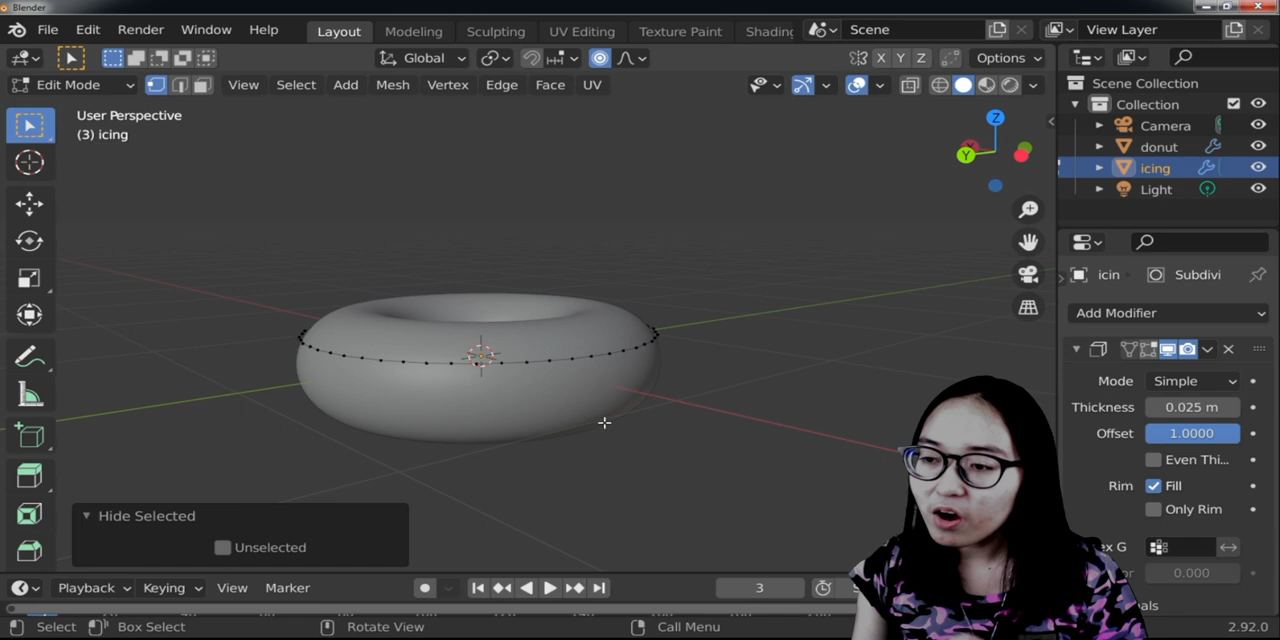 Blender
File Edit Render Window Help Layout Modeling Sculpting UV Editing Texture Paint Shading Scene View Layer
Global X Y Z Options
Edit Mode View Select Add Mesh Vertex Edge Face UV
Scene Collection
Collection
Camera
donut
icing
Light
User Perspective
(3) icing
Z
Y
icin Subdivi
Add Modifier
Mode Simple
Thickness 0.025 m
Offset 1.0000
Even Thi...
Rim Fill
Only Rim
ex G
0.000
Hide Selected
Unselected
Playback Keying View Marker 3
Select Box Select Rotate View Call Menu 2.92.0